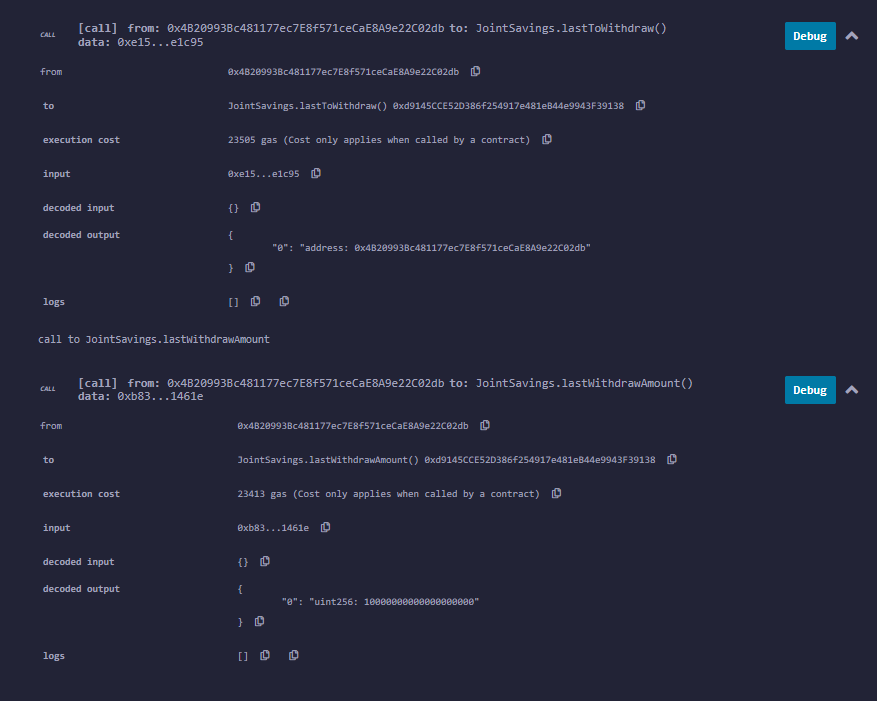 CALL
[call] from: 0x4B20993Bc481177ec7E8f571ceCaE8A9e22C02db to: JointSavings.lastToWithdraw()
data: 0xe15...e1c95
Debug
from 0x4B20993Bc481177ec7E8f571ceCaE8A9e22C02db
to JointSavings.lastToWithdraw() 0xd9145CCE52D386f254917e481eB44e9943F39138
execution cost 23505 gas (Cost only applies when called by a contract)
input 0xe15...e1c95
decoded input {}
decoded output {
"0": "address: 0x4B20993Bc481177ec7E8f571ceCaE8A9e22C02db"
}
logs []
call to JointSavings.lastWithdrawAmount
CALL
[call] from: 0x4B20993Bc481177ec7E8f571ceCaE8A9e22C02db to: JointSavings.lastWithdrawAmount()
data: 0xb83...1461e
Debug
from 0x4B20993Bc481177ec7E8f571ceCaE8A9e22C02db
to JointSavings.lastWithdrawAmount() 0xd9145CCE52D386f254917e481eB44e9943F39138
execution cost 23413 gas (Cost only applies when called by a contract)
input 0xb83...1461e
decoded input {}
decoded output {
"0": "uint256: 10000000000000000000"
}
logs []